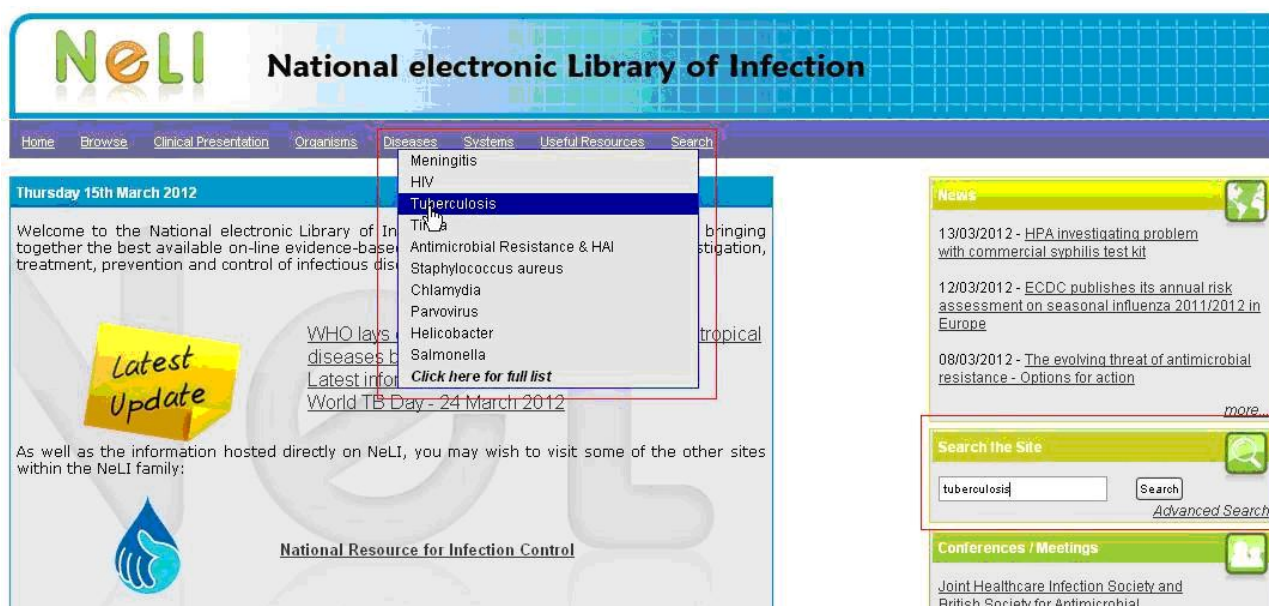 NeLI
National electronic Library of Infection
Home Browse Clinical Presentation Organisms Diseases Systems Useful Resources Search
Meningitis
HIV
Tuberculosis
Antimicrobial Resistance & HAI
Staphylococcus aureus
Chlamydia
Parvovirus
Helicobacter
Salmonella
Click here for full list
Thursday 15th March 2012
Welcome to the National electronic Library of bringing
together the best available on-line
treatment, prevention and control of infectious
Latest
Update
WHO lays tropical
diseases
Latest
World TB Day - 24 March 2012
As well as the information hosted directly on NeLI, you may wish to visit some of the other sites
within the NeLI family:
National Resource for Infection Control
News
13/03/2012 - HPA investigating problem
with commercial syphilis test kit
12/03/2012 - ECDC publishes its annual risk
assessment on seasonal influenza 2011/2012 in
Europe
08/03/2012 - The evolving threat of antimicrobial
resistance - Options for action
more...
Search the Site
tuberculosis
Search
Advanced Search
Conferences / Meetings
Joint Healthcare Infection Society and
British Society for Antimicrobial